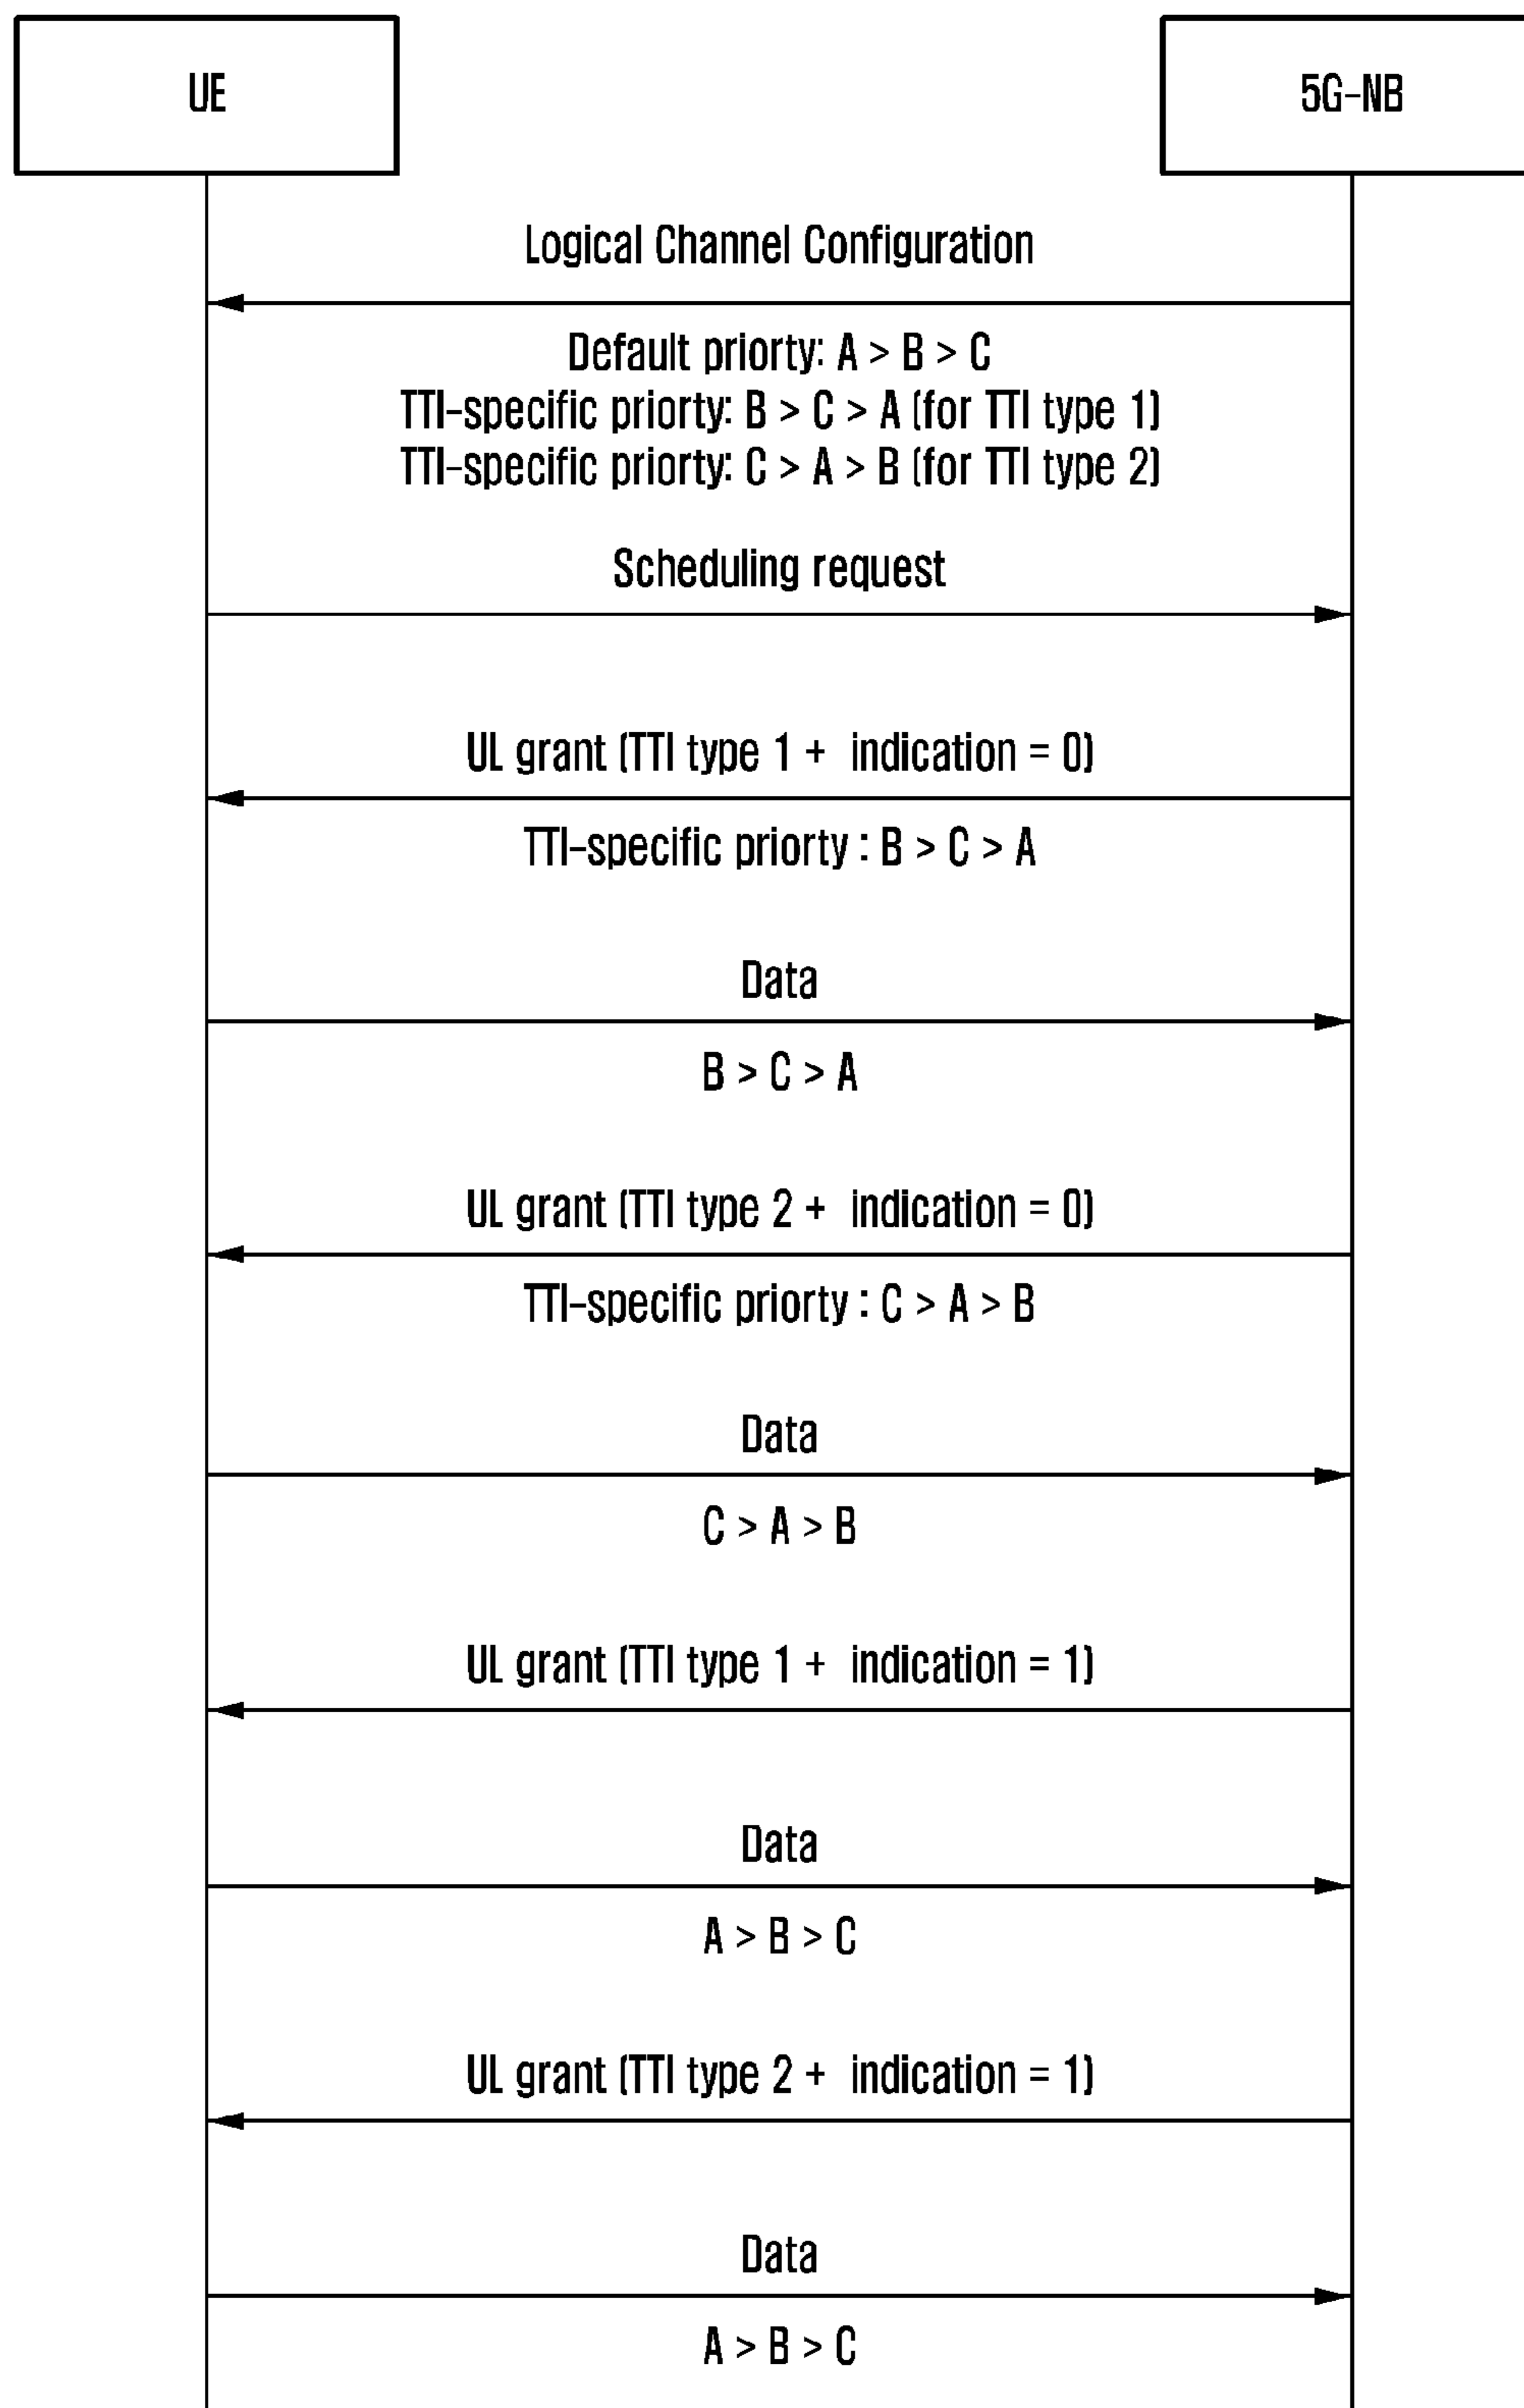 UE
5G-NB
Logical Channel Configuration
Default priorty: A > B > C
TTI-specific priorty: B > C > A (for TTI type 1)
TTI-specific priorty: C > A > B (for TTI type 2)
Scheduling request
UL grant (TTI type 1 + indication = 0)
TTI-specific priorty : B > C > A
Data
B > C > A
UL grant (TTI type 2 + indication = 0)
TTI-specific priorty : C > A > B
Data
C > A > B
UL grant (TTI type 1 + indication = 1)
Data
A > B > C
UL grant (TTI type 2 + indication = 1)
Data
A > B > C